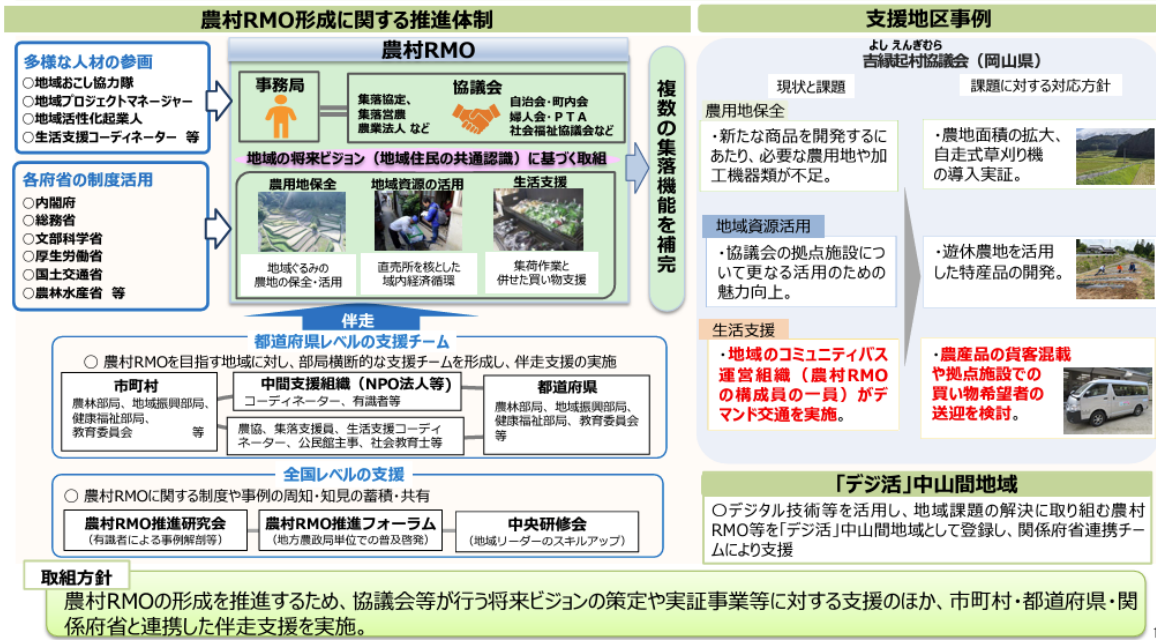 農村RMO形成に関する推進体制
多様な人材の参画
○地域おこし協力隊
○地域プロジェクトマネージャー
○地域活性化起業人
○生活支援コーディネーター 等
各府省の制度活用
○内閣府
○総務省
○文部科学省
○厚生労働省
○国土交通省
○農林水産省 等
農村RMO
事務局
協議会
集落協定、
集落営農
農業法人 など
自治会・町内会
婦人会・PTA
社会福祉協議会など
地域の将来ビジョン（地域住民の共通認識）に基づく取組
農用地保全
地域ぐるみの
農地の保全・活用
地域資源の活用
直売所を核とした
域内経済循環
生活支援
集荷作業と
併せた買い物支援
複数の集落機能を補完
伴走
都道府県レベルの支援チーム
○ 農村RMOを目指す地域に対し、部局横断的な支援チームを形成し、伴走支援の実施
市町村
農林部局、地域振興部局、
健康福祉部局、
教育委員会 等
中間支援組織（NPO法人等）
コーディネーター、有識者等
農協、集落支援員、生活支援コーディ
ネーター、公民館主事、社会教育士等
都道府県
農林部局、地域振興部局、
健康福祉部局、教育委員会
等
全国レベルの支援
○ 農村RMOに関する制度や事例の周知・知見の蓄積・共有
農村RMO推進研究会
（有識者による事例解剖等）
農村RMO推進フォーラム
（地方農政局単位での普及啓発）
中央研修会
（地域リーダーのスキルアップ）
支援地区事例
よし えんぎむら
吉縁起村協議会（岡山県）
現状と課題
課題に対する対応方針
農用地保全
・新たな商品を開発するに
あたり、必要な農用地や加
工機器類が不足。
・農地面積の拡大、
自走式草刈り機
の導入実証。
地域資源活用
・協議会の拠点施設につ
いて更なる活用のための
魅力向上。
・遊休農地を活用
した特産品の開発。
生活支援
・地域のコミュニティバス
運営組織（農村RMO
の構成員の一員）がデ
マンド交通を実施。
・農産品の貨客混載
や拠点施設での
買い物希望者の
送迎を検討。
「デジ活」中山間地域
○デジタル技術等を活用し、地域課題の解決に取り組む農村
RMO等を「デジ活」中山間地域として登録し、関係府省連携チー
ムにより支援
取組方針
農村RMOの形成を推進するため、協議会等が行う将来ビジョンの策定や実証事業等に対する支援のほか、市町村・都道府県・関
係府省と連携した伴走支援を実施。